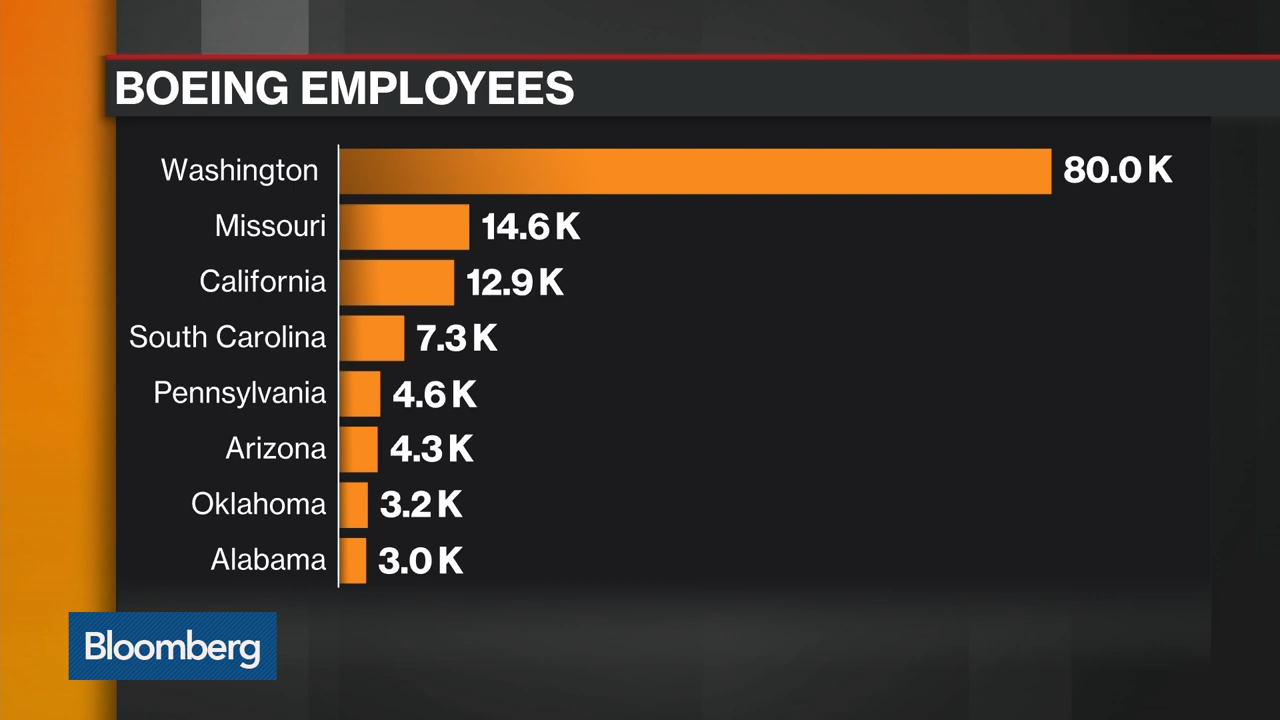 BOEING EMPLOYEES
Washington 80.0 K
Missouri 14.6 K
California 12.9 K
South Carolina 7.3 K
Pennsylvania 4.6 K
Arizona 4.3 K
Oklahoma 3.2 K
Alabama 3.0 K
Bloomberg